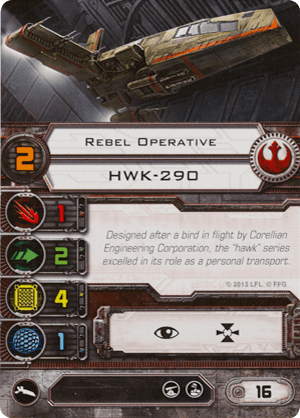 Rebel Operative
2
HWK-290
1
2
4
1
Designed after a bird in flight by Corellian
Engineering Corporation, the "hawk" series
excelled in its role as a personal transport.
© 2013 LFL © FFG
16